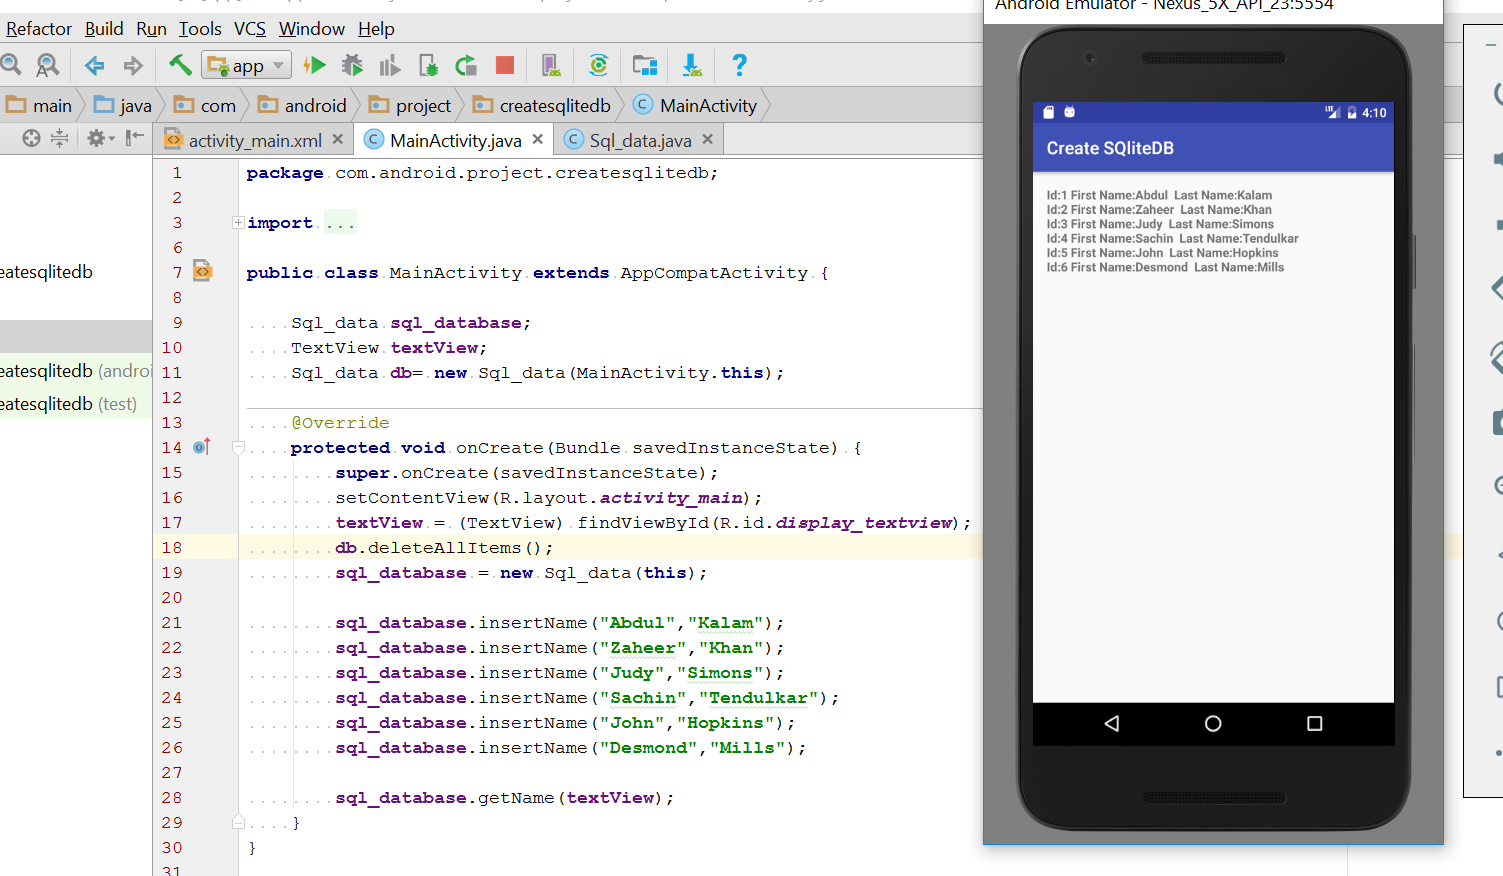 Android Emulator - Nexus_5X_API_23:5554
Refactor Build Run Tools VCS Window Help
app
?
main java com android project createsqlitedb C MainActivity
activity_main.xml C MainActivity.java C Sql_data.java
eatesqlitedb
eatesqlitedb (androi
eatesqlitedb (test)
1 package com.android.project.createsqlitedb;
2
3 import ...
6
7 public class MainActivity extends AppCompatActivity {
8
9 Sql_data sql_database;
10 TextView textView;
11 Sql_data db= new Sql_data(MainActivity.this);
12
13 @Override
14 protected void onCreate(Bundle savedInstanceState) {
15 super.onCreate(savedInstanceState);
16 setContentView(R.layout.activity_main);
17 textView = (TextView) findViewById(R.id.display_textview);
18 db.deleteAllItems();
19 sql_database = new Sql_data(this);
20
21 sql_database.insertName("Abdul","Kalam");
22 sql_database.insertName("Zaheer","Khan");
23 sql_database.insertName("Judy","Simons");
24 sql_database.insertName("Sachin","Tendulkar");
25 sql_database.insertName("John","Hopkins");
26 sql_database.insertName("Desmond","Mills");
27
28 sql_database.getName(textView);
29 }
30 }
31
LTE 4:10
Create SQliteDB
Id:1 First Name:Abdul Last Name:Kalam
Id:2 First Name:Zaheer Last Name:Khan
Id:3 First Name:Judy Last Name:Simons
Id:4 First Name:Sachin Last Name:Tendulkar
Id:5 First Name:John Last Name:Hopkins
Id:6 First Name:Desmond Last Name:Mills